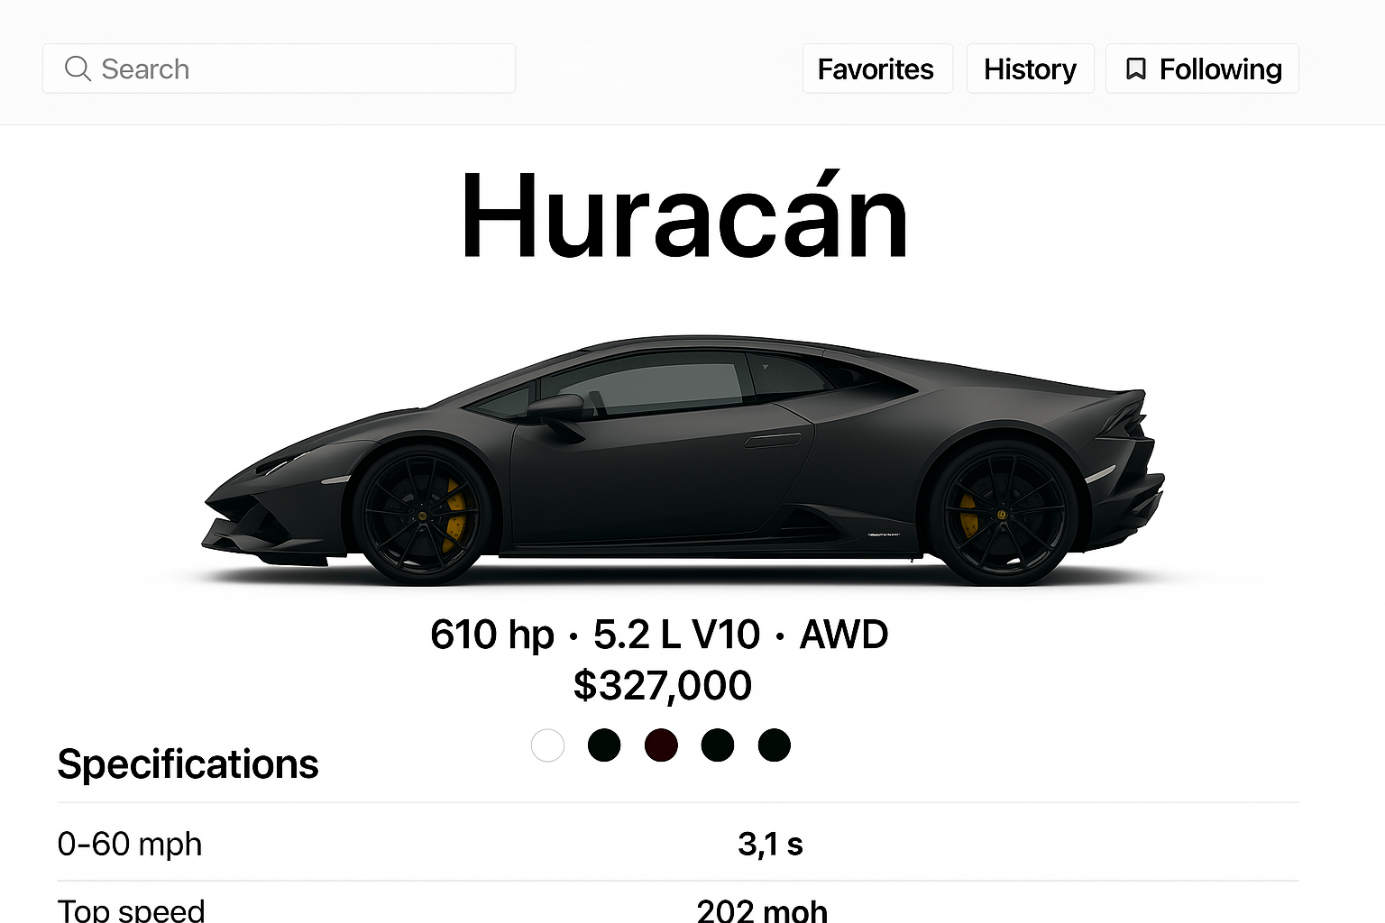 Search
Favorites
History
Following
Huracán
610 hp · 5.2 L V10 · AWD
$327,000
Specifications
0-60 mph
3,1 s
Top speed
202 moh